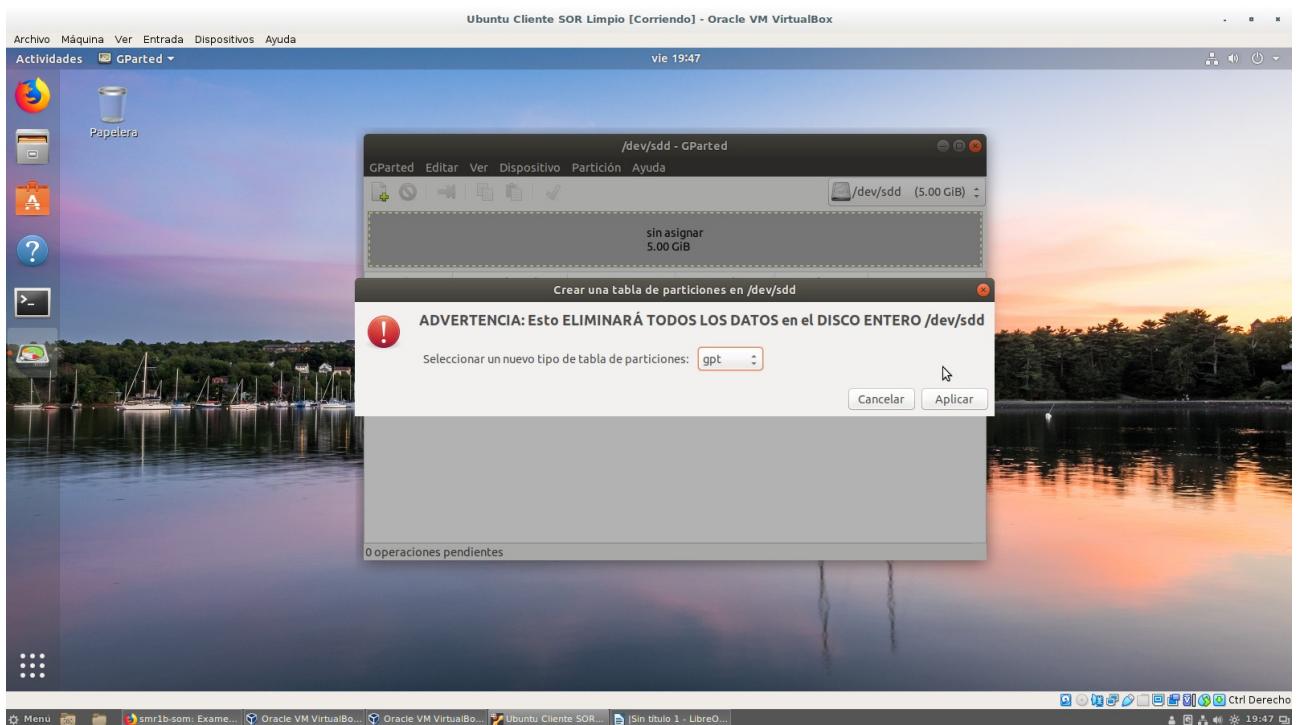 Ubuntu Cliente SOR Limpio [Corriendo] - Oracle VM VirtualBox
Archivo Máquina Ver Entrada Dispositivos Ayuda
Actividades GParted vie 19:47
Papelera
/dev/sdd - GParted
GParted Editar Ver Dispositivo Partición Ayuda
/dev/sdd (5.00 GiB)
sin asignar
5.00 GiB
Crear una tabla de particiones en /dev/sdd
ADVERTENCIA: Esto ELIMINARÁ TODOS LOS DATOS en el DISCO ENTERO /dev/sdd
Seleccionar un nuevo tipo de tabla de particiones: gpt
Cancelar Aplicar
0 operaciones pendientes
Ctrl Derecho
Menú smr1b-som: Exame... Oracle VM VirtualBo... Oracle VM VirtualBo... Ubuntu Cliente SOR... [Sin título 1 - LibreO... 19:47